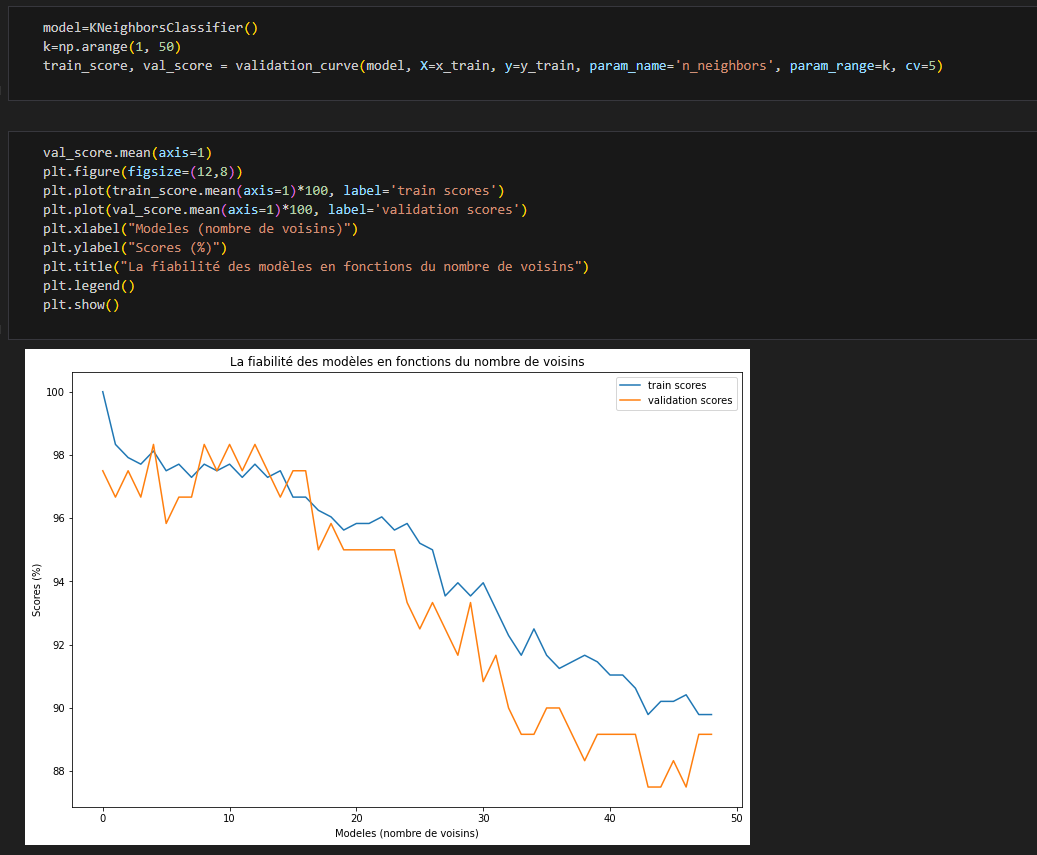 model=KNeighborsClassifier()
k=np.arange(1, 50)
train_score, val_score = validation_curve(model, X=x_train, y=y_train, param_name='n_neighbors', param_range=k, cv=5)
val_score.mean(axis=1)
plt.figure(figsize=(12,8))
plt.plot(train_score.mean(axis=1)*100, label='train scores')
plt.plot(val_score.mean(axis=1)*100, label='validation scores')
plt.xlabel("Modeles (nombre de voisins)")
plt.ylabel("Scores (%)")
plt.title("La fiabilité des modèles en fonctions du nombre de voisins")
plt.legend()
plt.show()
La fiabilité des modèles en fonctions du nombre de voisins
train scores
validation scores
100
98
96
94
92
90
88
Scores (%)
0 10 20 30 40 50
Modeles (nombre de voisins)